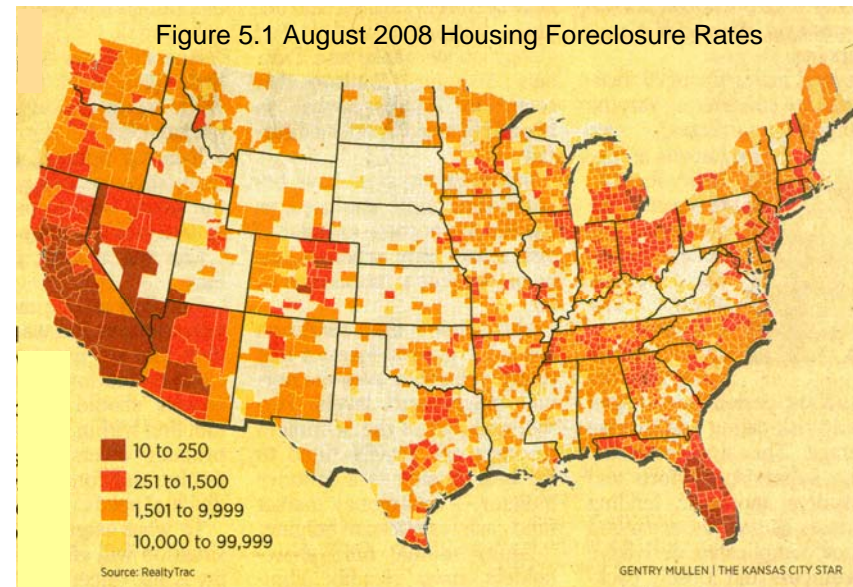 Figure 5.1 August 2008 Housing Foreclosure Rates
10 to 250
251 to 1,500
1,501 to 9,999
10,000 to 99,999
Source: RealtyTrac
GENTRY MULLEN | THE KANSAS CITY STAR